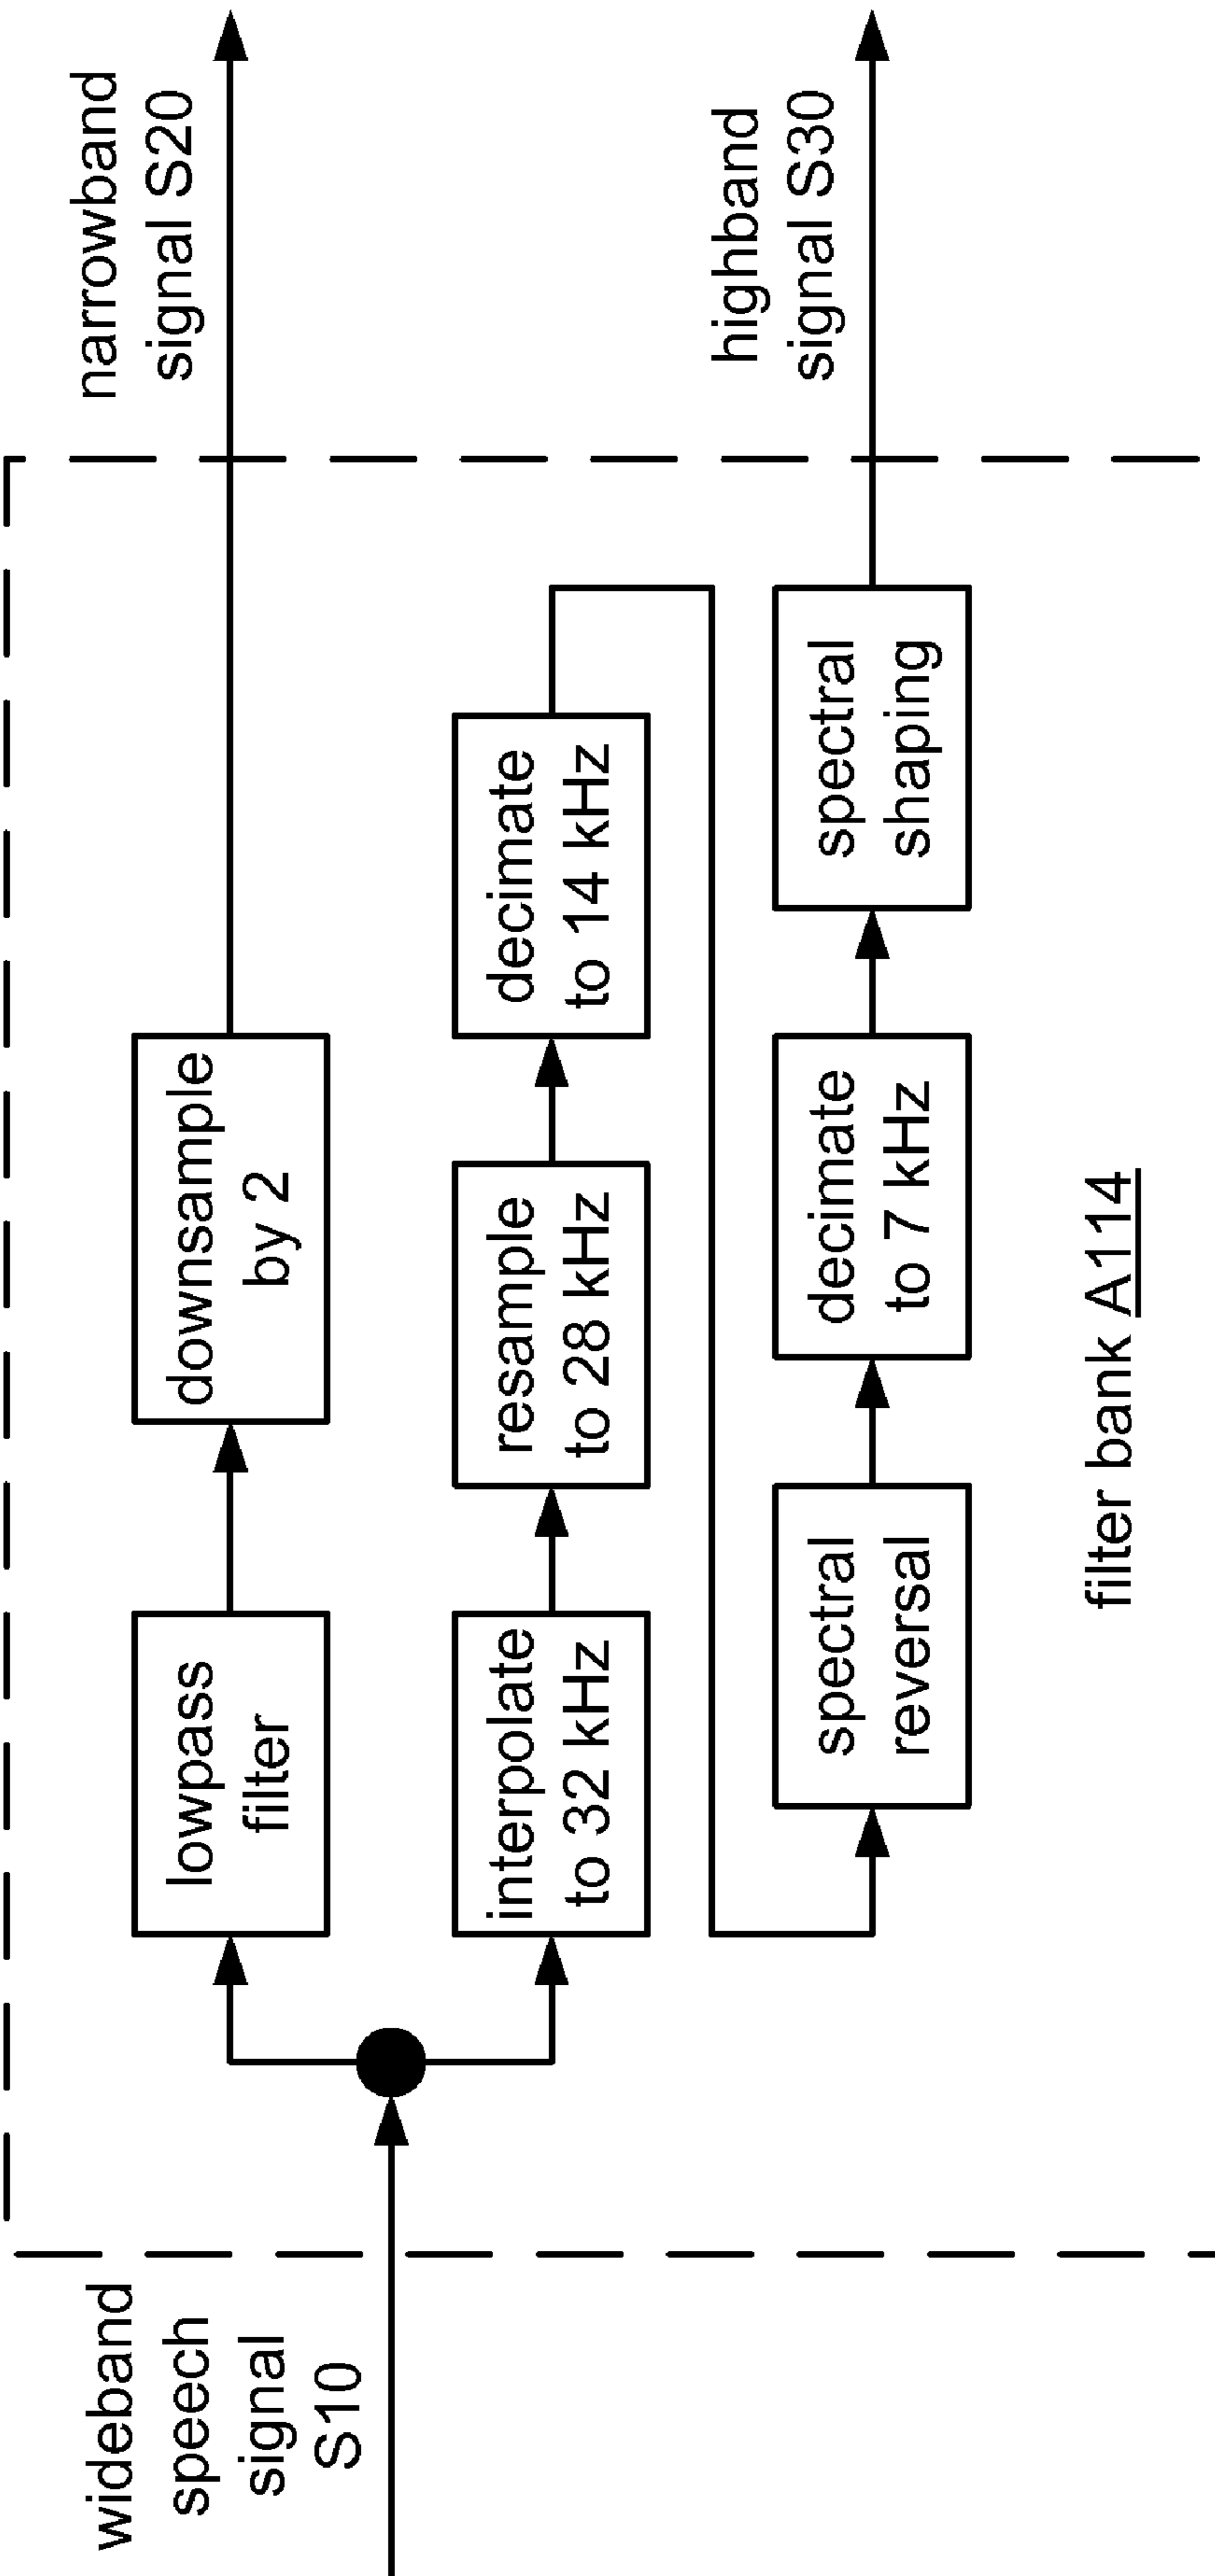 wideband
speech
signal
S10
lowpass
filter
downsample
by 2
narrowband
signal S20
interpolate
to 32 kHz
resample
to 28 kHz
decimate
to 14 kHz
spectral
reversal
decimate
to 7 kHz
spectral
shaping
highband
signal S30
filter bank A114